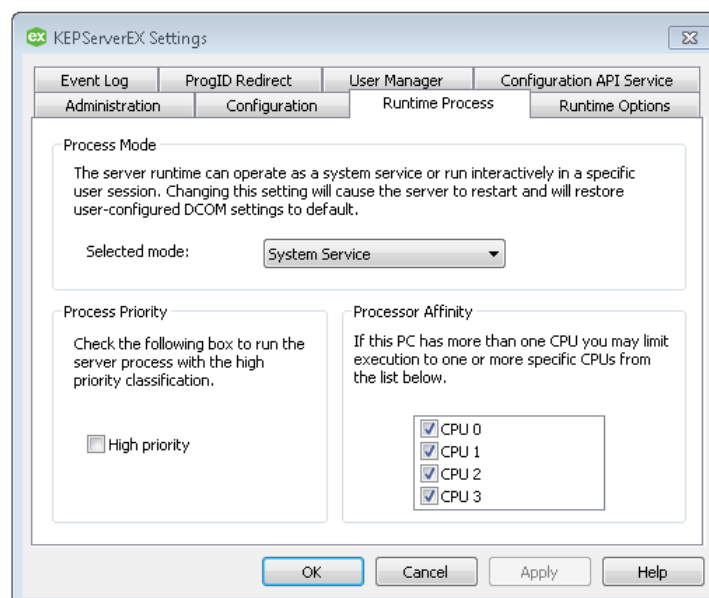 ex KEPServerEX Settings
Event Log ProgID Redirect User Manager Configuration API Service
Administration Configuration Runtime Process Runtime Options
Process Mode
The server runtime can operate as a system service or run interactively in a specific
user session. Changing this setting will cause the server to restart and will restore
user-configured DCOM settings to default.
Selected mode: System Service
Process Priority
Check the following box to run the
server process with the high
priority classification.
High priority
Processor Affinity
If this PC has more than one CPU you may limit
execution to one or more specific CPUs from
the list below.
CPU 0
CPU 1
CPU 2
CPU 3
OK Cancel Apply Help